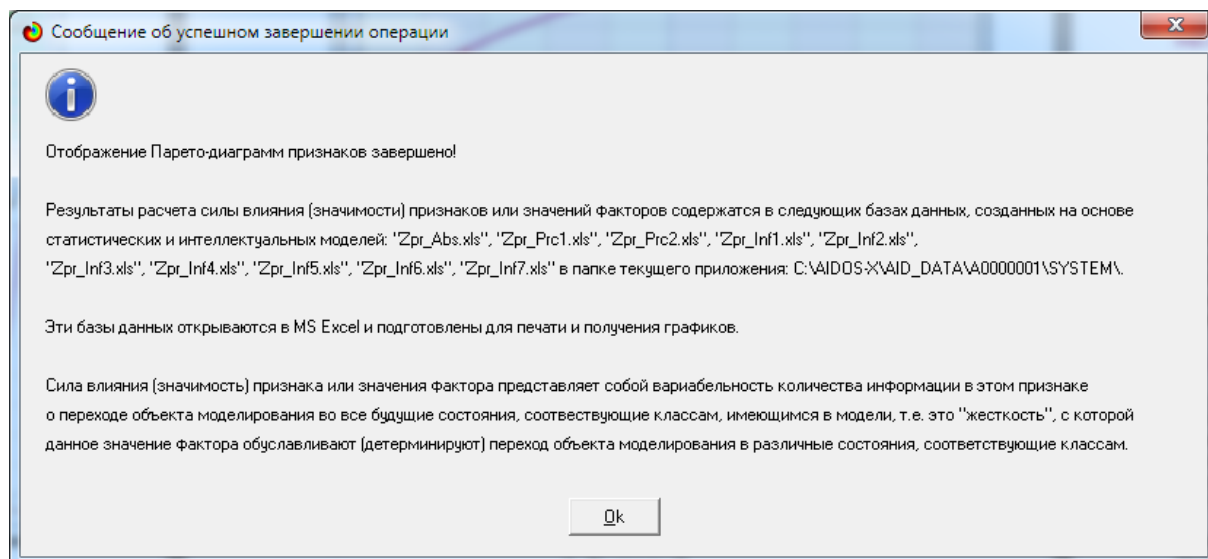 Сообщение об успешном завершении операции
Отображение Парето-диаграмм признаков завершено!
Результаты расчета силы влияния (значимости) признаков или значений факторов содержатся в следующих базах данных, созданных на основе
статистических и интеллектуальных моделей: "Zpr_Abs.xls", "Zpr_Prc1.xls", "Zpr_Prc2.xls", "Zpr_Inf1.xls", "Zpr_Inf2.xls",
"Zpr_Inf3.xls", "Zpr_Inf4.xls", "Zpr_Inf5.xls", "Zpr_Inf6.xls", "Zpr_Inf7.xls" в папке текущего приложения: C:\AIDOS-X\AID_DATA\A0000001\SYSTEM\.
Эти базы данных открываются в MS Excel и подготовлены для печати и получения графиков.
Сила влияния (значимость) признака или значения фактора представляет собой вариабельность количества информации в этом признаке
о переходе объекта моделирования во все будущие состояния, соотвествующие классам, имеющимся в модели, т.е. это "жесткость", с которой
данное значение фактора обуславливают (детерминируют) переход объекта моделирования в различные состояния, соответствующие классам.
Ok